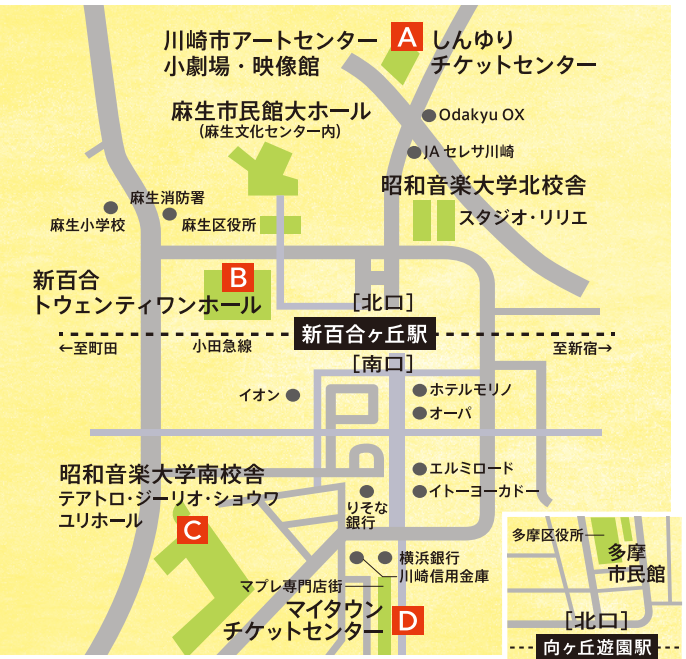 川崎市アートセンター
小劇場・映像館
A
しんゆり
チケットセンター
麻生市民館大ホール
(麻生文化センター内)
Odakyu OX
JA セレサ川崎
昭和音楽大学北校舎
スタジオ・リリエ
麻生消防署
麻生小学校
麻生区役所
新百合
トウェンティワンホール
B
[北口]
新百合ヶ丘駅
[南口]
←至町田
小田急線
至新宿→
イオン
ホテルモリノ
オーパ
昭和音楽大学南校舎
テアトロ・ジーリオ・ショウワ
ユリホール
C
エルミロード
イトーヨーカドー
りそな
銀行
横浜銀行
川崎信用金庫
マプレ専門店街
マイタウン
チケットセンター
D
多摩区役所
多摩
市民館
[北口]
向ヶ丘遊園駅